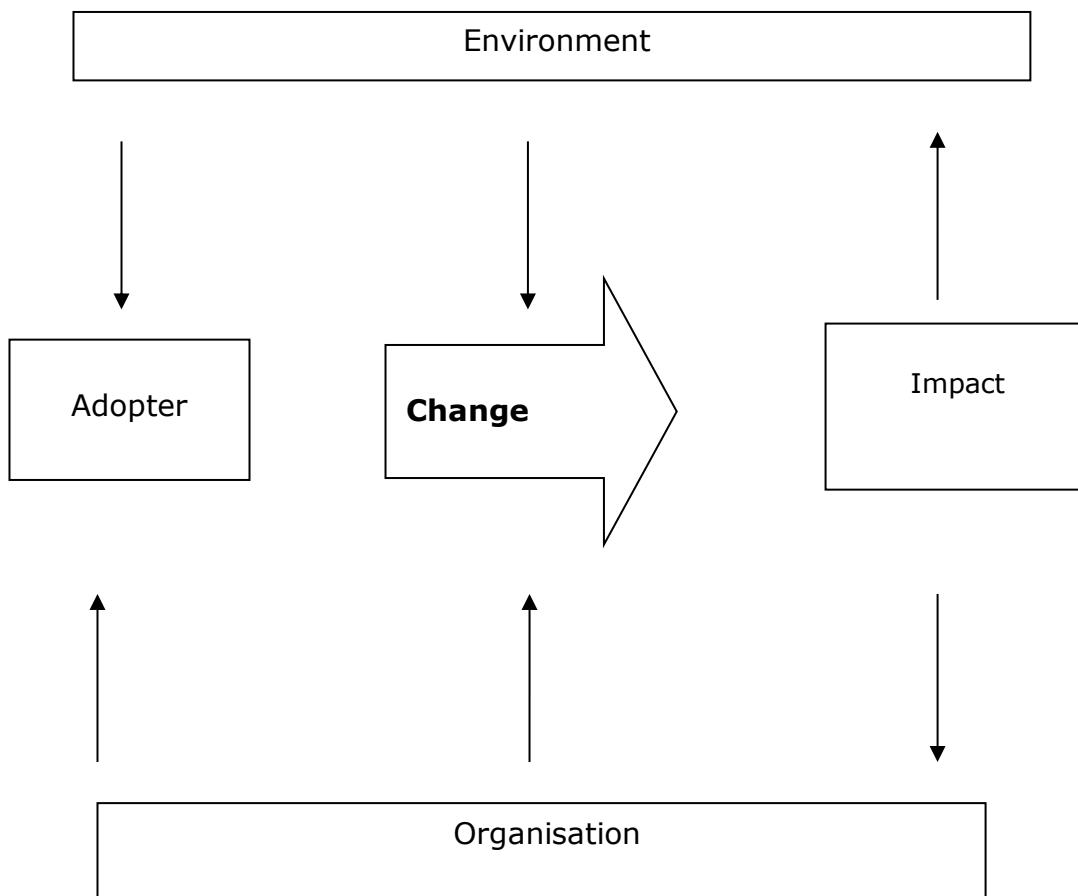 Environment
Adopter
Change
Impact
Organisation